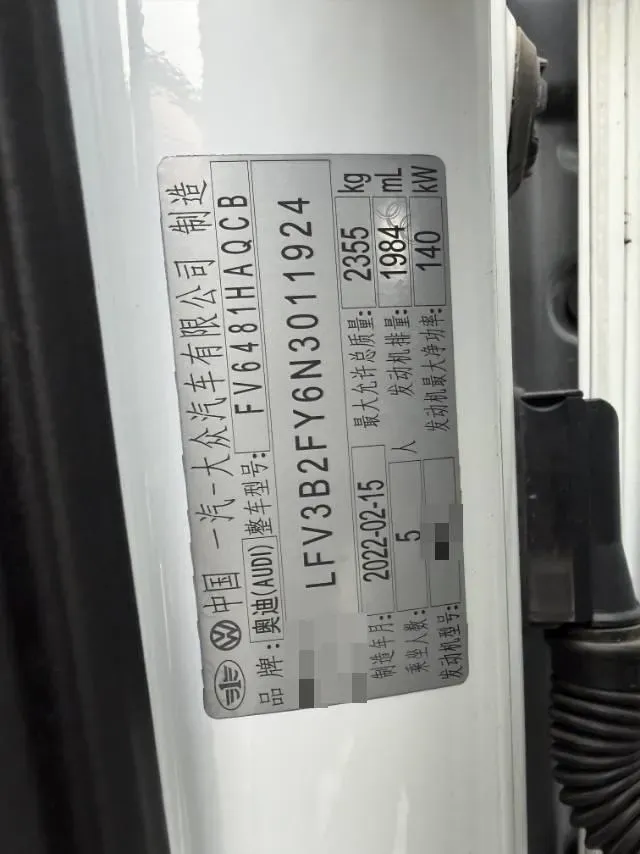 中国 一汽-大众汽车有限公司 制造
品牌:奥迪(AUDI) 整车型号: FV6481HAQCB
LFV3B2FY6N3011924
制造年月: 2022-02-15 最大允许总质量: 2355 kg
乘坐人数: 5 人 发动机排量: 1984 mL
发动机型号: 发动机最大净功率: 140 kW